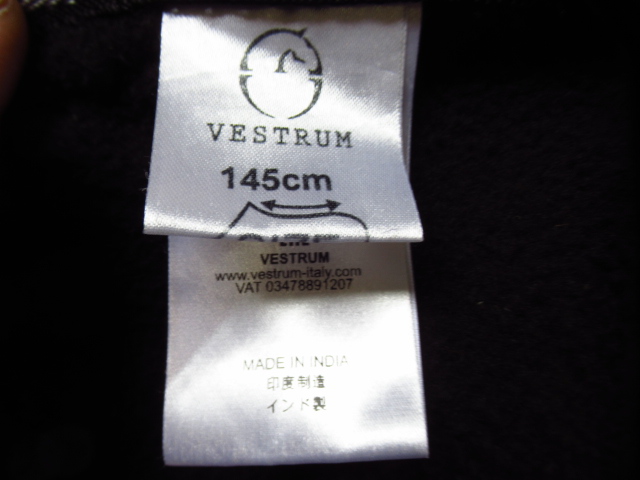 VESTRUM
145cm
VESTRUM
www.vestrum-italy.com
VAT 03478891207
MADE IN INDIA
印度制造
インド製